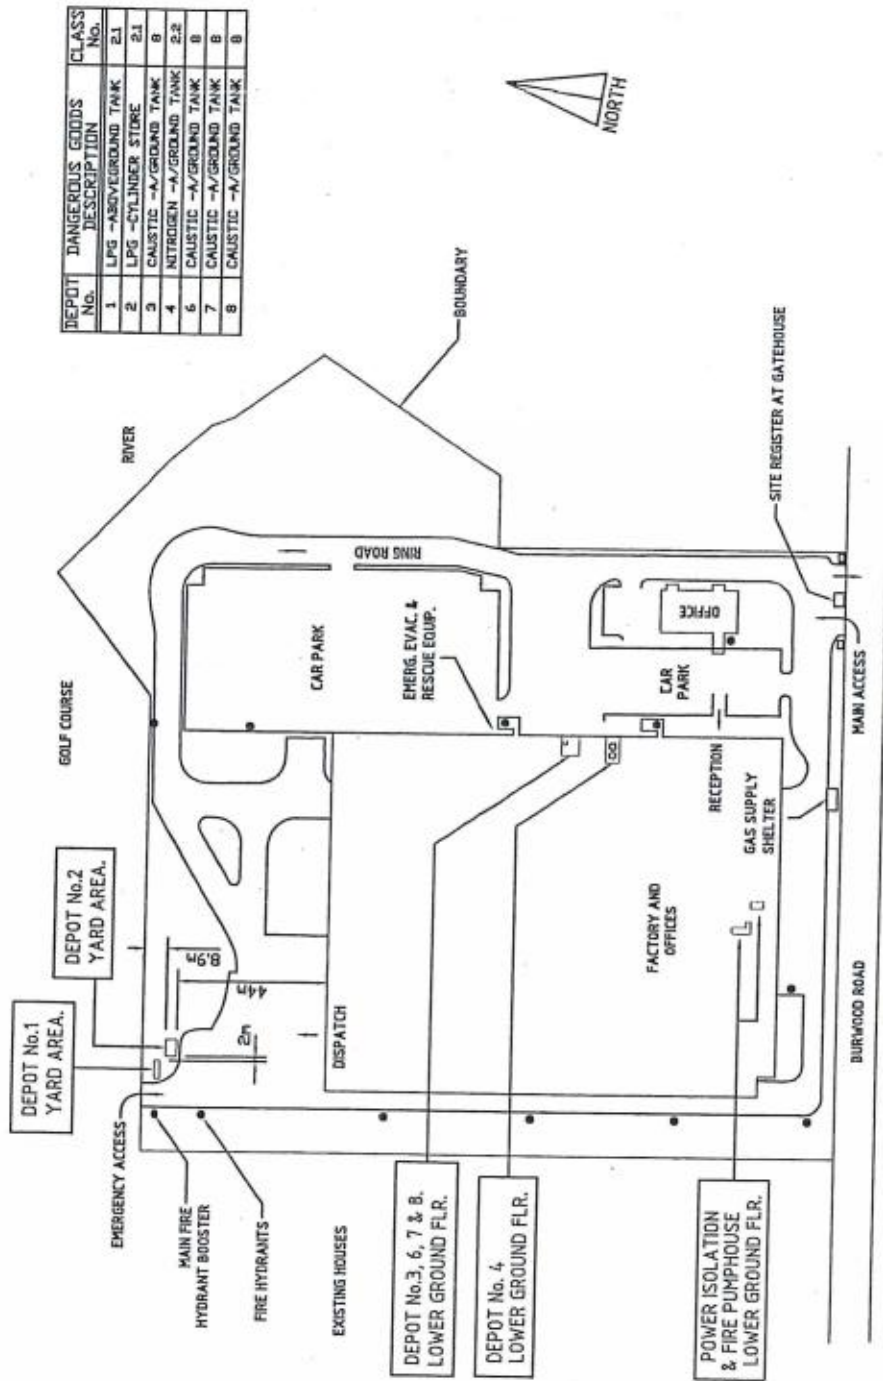 DEPOT No. DANGEROUS GOODS DESCRIPTION CLASS No.
1 LPG -ABOVEGROUND TANK 2.1
2 LPG -CYLINDER STORE 2.1
3 CAUSTIC -A/GROUND TANK 8
4 NITROGEN -A/GROUND TANK 2.2
6 CAUSTIC -A/GROUND TANK 8
7 CAUSTIC -A/GROUND TANK 8
8 CAUSTIC -A/GROUND TANK 8
NORTH
BOUNDARY
RIVER
GOLF COURSE
SITE REGISTER AT GATEHOUSE
RING ROAD
CAR PARK
EMERG. EVAC. &
RESCUE EQUIP.
OFFICE
CAR
PARK
MAIN ACCESS
RECEPTION
GAS SUPPLY
SHELTER
DEPOT No.2
YARD AREA.
DEPOT No.1
YARD AREA.
8.9m
44m
2m
DISPATCH
FACTORY AND
OFFICES
BURWOOD ROAD
EMERGENCY ACCESS
MAIN FIRE
HYDRANT BOOSTER
FIRE HYDRANTS
EXISTING HOUSES
DEPOT No.3, 6, 7 & 8.
LOWER GROUND FLR.
DEPOT No. 4
LOWER GROUND FLR.
POWER ISOLATION
& FIRE PUMPHOUSE
LOWER GROUND FLR.